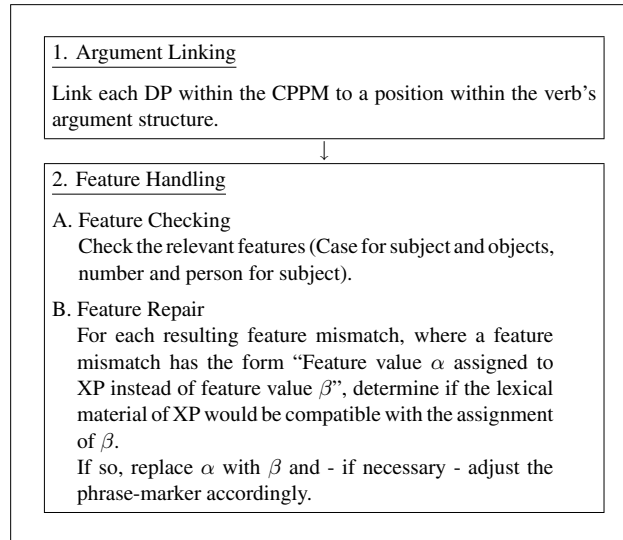 1. Argument Linking
Link each DP within the CPPM to a position within the verb's
argument structure.
↓
2. Feature Handling
A. Feature Checking
Check the relevant features (Case for subject and objects,
number and person for subject).
B. Feature Repair
For each resulting feature mismatch, where a feature
mismatch has the form “Feature value α assigned to
XP instead of feature value β”, determine if the lexical
material of XP would be compatible with the assignment
of β.
If so, replace α with β and - if necessary - adjust the
phrase-marker accordingly.